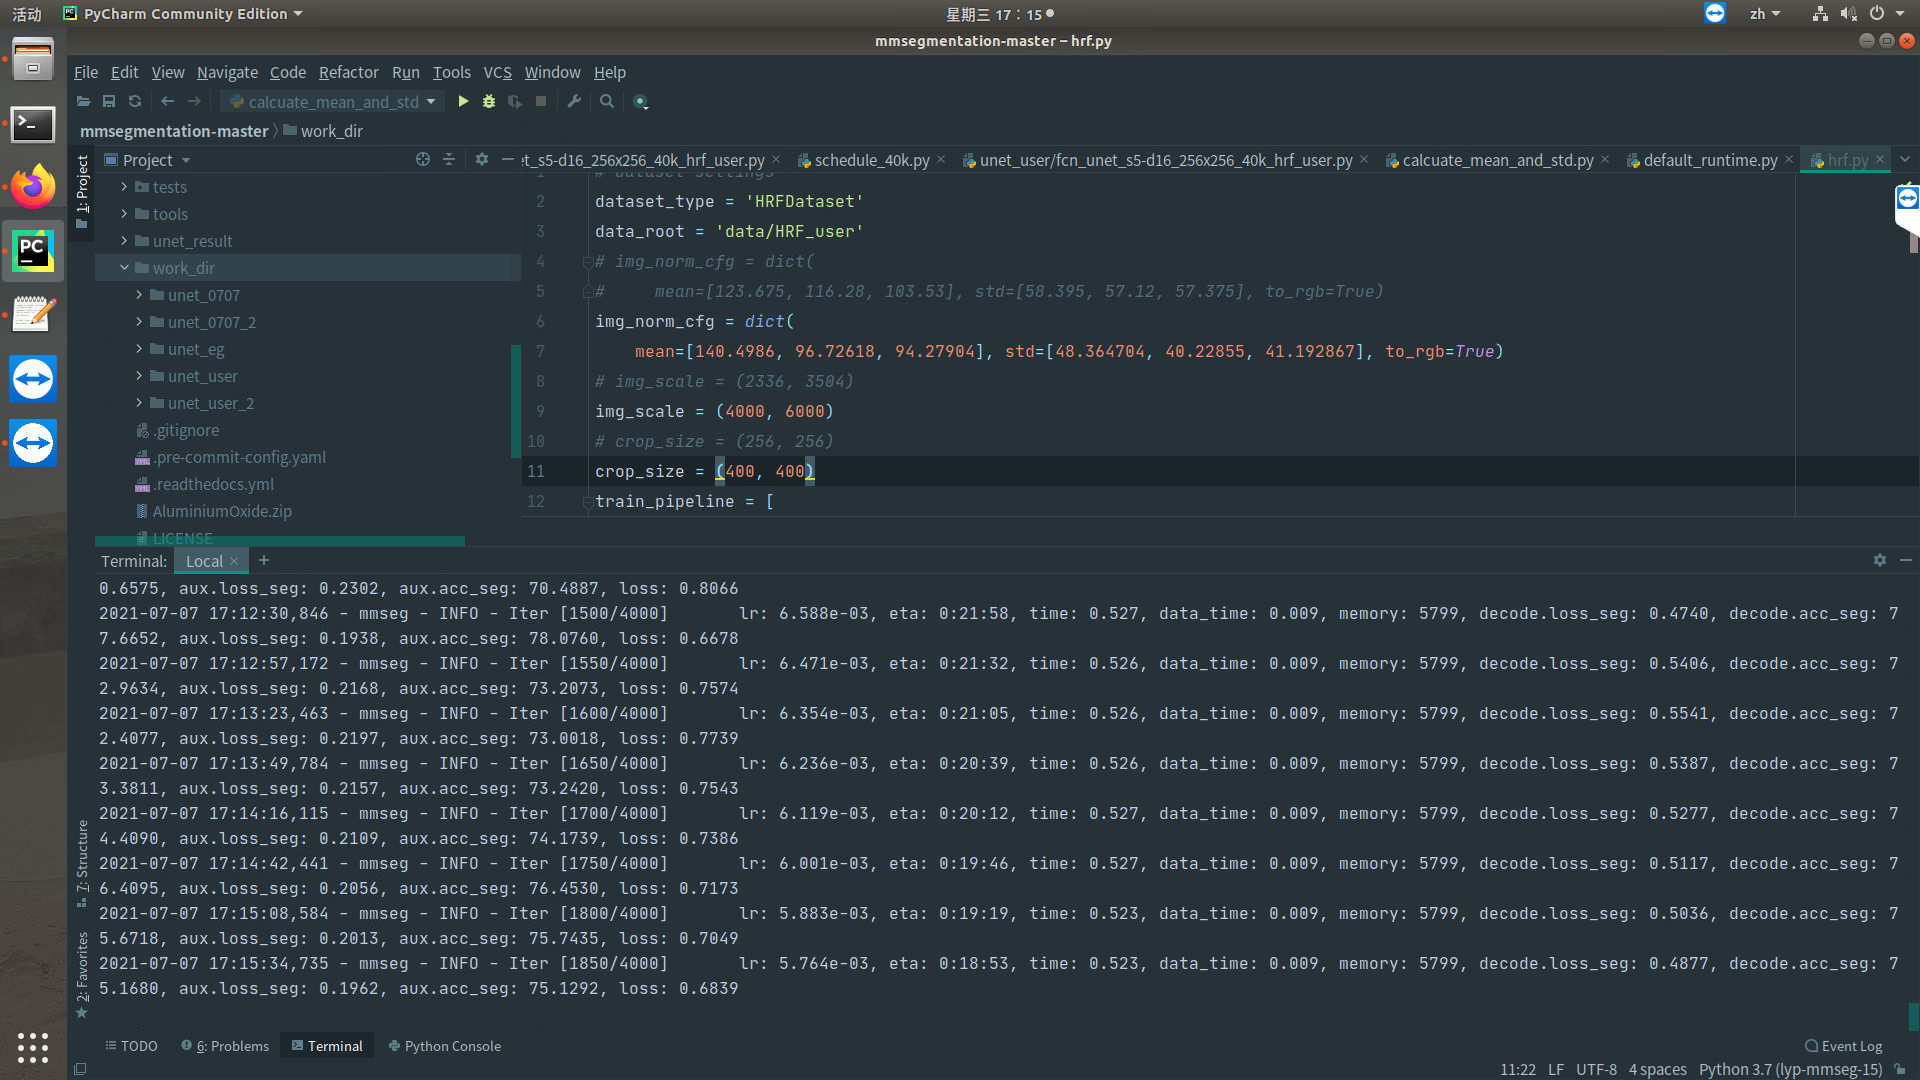 活动 PyCharm Community Edition 星期三 17：15 zh
mmsegmentation-master – hrf.py
File Edit View Navigate Code Refactor Run Tools VCS Window Help
calcuate_mean_and_std
mmsegmentation-master work_dir
1: Project
Project
tests
tools
unet_result
work_dir
unet_0707
unet_0707_2
unet_eg
unet_user
unet_user_2
.gitignore
.pre-commit-config.yaml
.readthedocs.yml
AluminiumOxide.zip
LICENSE
et_s5-d16_256x256_40k_hrf_user.py schedule_40k.py unet_user/fcn_unet_s5-d16_256x256_40k_hrf_user.py calcuate_mean_and_std.py default_runtime.py hrf.py
1 # dataset settings
2 dataset_type = 'HRFDataset'
3 data_root = 'data/HRF_user'
4 # img_norm_cfg = dict(
5 #     mean=[123.675, 116.28, 103.53], std=[58.395, 57.12, 57.375], to_rgb=True)
6 img_norm_cfg = dict(
7     mean=[140.4986, 96.72618, 94.27904], std=[48.364704, 40.22855, 41.192867], to_rgb=True)
8 # img_scale = (2336, 3504)
9 img_scale = (4000, 6000)
10 # crop_size = (256, 256)
11 crop_size = (400, 400)
12 train_pipeline = [
Terminal: Local +
0.6575, aux.loss_seg: 0.2302, aux.acc_seg: 70.4887, loss: 0.8066
2021-07-07 17:12:30,846 - mmseg - INFO - Iter [1500/4000] lr: 6.588e-03, eta: 0:21:58, time: 0.527, data_time: 0.009, memory: 5799, decode.loss_seg: 0.4740, decode.acc_seg: 7
7.6652, aux.loss_seg: 0.1938, aux.acc_seg: 78.0760, loss: 0.6678
2021-07-07 17:12:57,172 - mmseg - INFO - Iter [1550/4000] lr: 6.471e-03, eta: 0:21:32, time: 0.526, data_time: 0.009, memory: 5799, decode.loss_seg: 0.5406, decode.acc_seg: 7
2.9634, aux.loss_seg: 0.2168, aux.acc_seg: 73.2073, loss: 0.7574
2021-07-07 17:13:23,463 - mmseg - INFO - Iter [1600/4000] lr: 6.354e-03, eta: 0:21:05, time: 0.526, data_time: 0.009, memory: 5799, decode.loss_seg: 0.5541, decode.acc_seg: 7
2.4077, aux.loss_seg: 0.2197, aux.acc_seg: 73.0018, loss: 0.7739
2021-07-07 17:13:49,784 - mmseg - INFO - Iter [1650/4000] lr: 6.236e-03, eta: 0:20:39, time: 0.526, data_time: 0.009, memory: 5799, decode.loss_seg: 0.5387, decode.acc_seg: 7
3.3811, aux.loss_seg: 0.2157, aux.acc_seg: 73.2420, loss: 0.7543
2021-07-07 17:14:16,115 - mmseg - INFO - Iter [1700/4000] lr: 6.119e-03, eta: 0:20:12, time: 0.527, data_time: 0.009, memory: 5799, decode.loss_seg: 0.5277, decode.acc_seg: 7
4.4090, aux.loss_seg: 0.2109, aux.acc_seg: 74.1739, loss: 0.7386
2021-07-07 17:14:42,441 - mmseg - INFO - Iter [1750/4000] lr: 6.001e-03, eta: 0:19:46, time: 0.527, data_time: 0.009, memory: 5799, decode.loss_seg: 0.5117, decode.acc_seg: 7
6.4095, aux.loss_seg: 0.2056, aux.acc_seg: 76.4530, loss: 0.7173
2021-07-07 17:15:08,584 - mmseg - INFO - Iter [1800/4000] lr: 5.883e-03, eta: 0:19:19, time: 0.523, data_time: 0.009, memory: 5799, decode.loss_seg: 0.5036, decode.acc_seg: 7
5.6718, aux.loss_seg: 0.2013, aux.acc_seg: 75.7435, loss: 0.7049
2021-07-07 17:15:34,735 - mmseg - INFO - Iter [1850/4000] lr: 5.764e-03, eta: 0:18:53, time: 0.523, data_time: 0.009, memory: 5799, decode.loss_seg: 0.4877, decode.acc_seg: 7
5.1680, aux.loss_seg: 0.1962, aux.acc_seg: 75.1292, loss: 0.6839
7: Structure
2: Favorites
TODO 6: Problems Terminal Python Console Event Log
11:22 LF UTF-8 4 spaces Python 3.7 (lyp-mmseg-15)